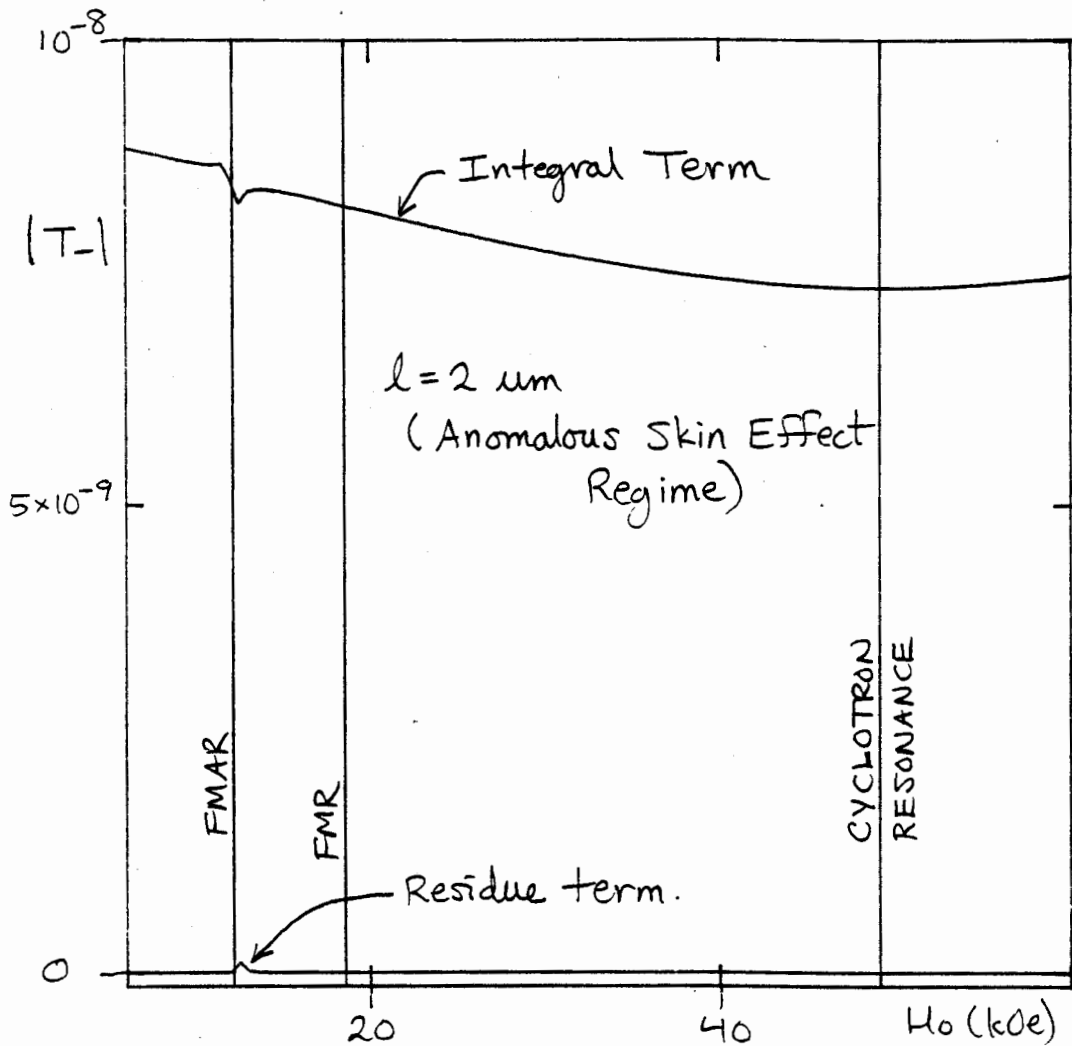 10⁻⁸
Integral Term
|T-|
l = 2 um
(Anomalous Skin Effect
Regime)
5×10⁻⁹
FMAR
FMR
CYCLOTRON
RESONANCE
Residue term.
0
20
40
Ho (kOe)